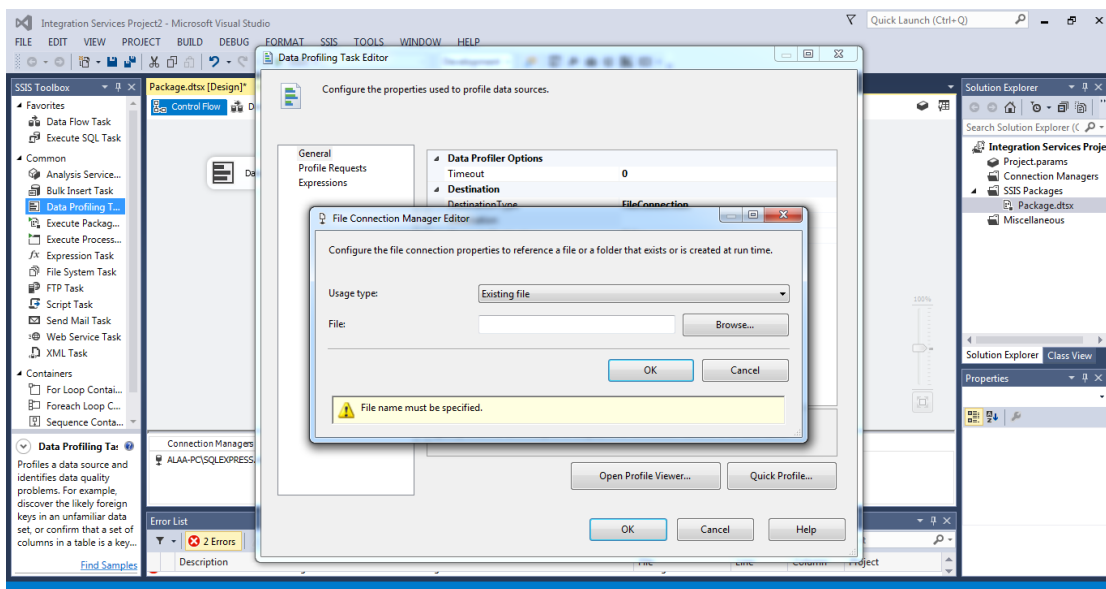 Integration Services Project2 - Microsoft Visual Studio
Quick Launch (Ctrl+Q)
FILE EDIT VIEW PROJECT BUILD DEBUG FORMAT SSIS TOOLS WINDOW HELP
SSIS Toolbox
Favorites
Data Flow Task
Execute SQL Task
Common
Analysis Service...
Bulk Insert Task
Data Profiling T...
Execute Packag...
Execute Process...
Expression Task
File System Task
FTP Task
Script Task
Send Mail Task
Web Service Task
XML Task
Containers
For Loop Contai...
Foreach Loop C...
Sequence Conta...
Data Profiling Ta
Profiles a data source and
identifies data quality
problems. For example,
discover the likely foreign
keys in an unfamiliar data
set, or confirm that a set of
columns in a table is a key...
Find Samples
Package.dtsx [Design]*
Control Flow D
Da
100%
Connection Managers
ALAA-PC\SQLEXPRESS.
Error List
2 Errors
Description
File Line Column Project
Data Profiling Task Editor
Configure the properties used to profile data sources.
General
Profile Requests
Expressions
Data Profiler Options
Timeout 0
Destination
DestinationType FileConnection
File Connection Manager Editor
Configure the file connection properties to reference a file or a folder that exists or is created at run time.
Usage type: Existing file
File: Browse...
OK Cancel
File name must be specified.
Open Profile Viewer... Quick Profile...
OK Cancel Help
Solution Explorer
Search Solution Explorer (C
Integration Services Proje
Project.params
Connection Managers
SSIS Packages
Package.dtsx
Miscellaneous
Solution Explorer Class View
Properties